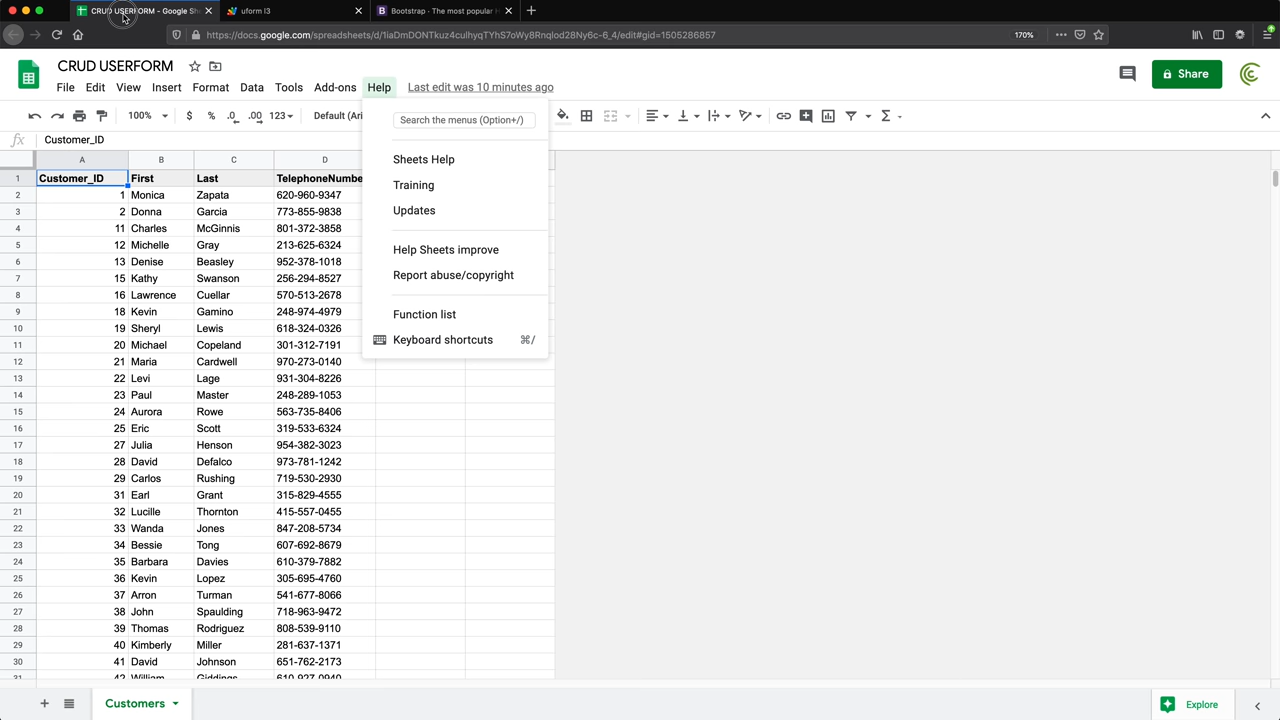 CRUD USERFORM - Google She
uform l3
Bootstrap · The most popular H
https://docs.google.com/spreadsheets/d/1iaDmDONTkuz4culhyqTYhS7oWy8Rnqlod28Ny6c-6_4/edit#gid=1505286857
170%
CRUD USERFORM
File Edit View Insert Format Data Tools Add-ons Help Last edit was 10 minutes ago
Share
100% $ % .0 .00 123 Default (Ari
Search the menus (Option+/)
Sheets Help
Training
Updates
Help Sheets improve
Report abuse/copyright
Function list
Keyboard shortcuts ⌘/
fx Customer_ID
A B C D
1 Customer_ID First Last TelephoneNumbe
2 1 Monica Zapata 620-960-9347
3 2 Donna Garcia 773-855-9838
4 11 Charles McGinnis 801-372-3858
5 12 Michelle Gray 213-625-6324
6 13 Denise Beasley 952-378-1018
7 15 Kathy Swanson 256-294-8527
8 16 Lawrence Cuellar 570-513-2678
9 18 Kevin Gamino 248-974-4979
10 19 Sheryl Lewis 618-324-0326
11 20 Michael Copeland 301-312-7191
12 21 Maria Cardwell 970-273-0140
13 22 Levi Lage 931-304-8226
14 23 Paul Master 248-289-1053
15 24 Aurora Rowe 563-735-8406
16 25 Eric Scott 319-533-6324
17 27 Julia Henson 954-382-3023
18 28 David Defalco 973-781-1242
19 29 Carlos Rushing 719-530-2930
20 31 Earl Grant 315-829-4555
21 32 Lucille Thornton 415-557-0455
22 33 Wanda Jones 847-208-5734
23 34 Bessie Tong 607-692-8679
24 35 Barbara Davies 610-379-7882
25 36 Kevin Lopez 305-695-4760
26 37 Arron Turman 541-677-8066
27 38 John Spaulding 718-963-9472
28 39 Thomas Rodriguez 808-539-9110
29 40 Kimberly Miller 281-637-1371
30 41 David Johnson 651-762-2173
31 42 William Giddings 610-927-0940
Customers
Explore